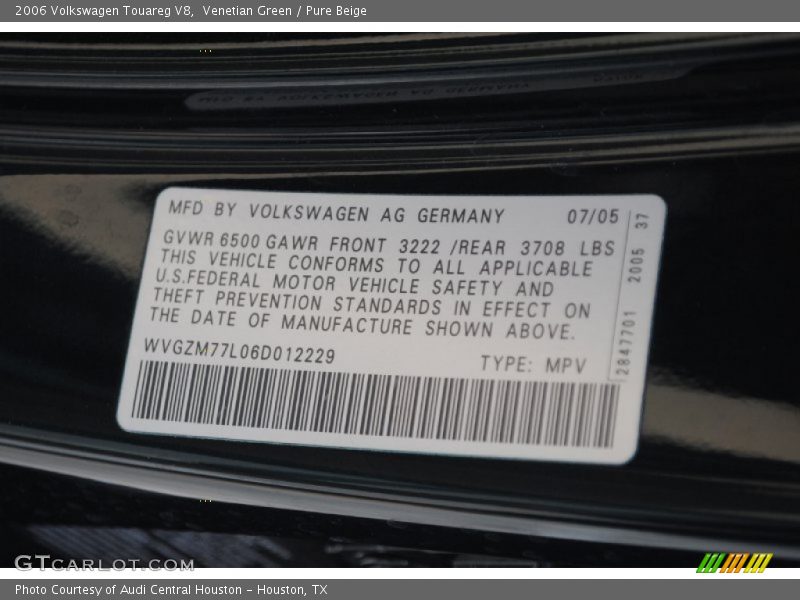 2006 Volkswagen Touareg V8,  Venetian Green / Pure Beige
MFD BY VOLKSWAGEN AG GERMANY 07/05
GVWR 6500 GAWR FRONT 3222 /REAR 3708 LBS
THIS VEHICLE CONFORMS TO ALL APPLICABLE
U.S.FEDERAL MOTOR VEHICLE SAFETY AND
THEFT PREVENTION STANDARDS IN EFFECT ON
THE DATE OF MANUFACTURE SHOWN ABOVE.
WVGZM77L06D012229 TYPE: MPV
2847701 2005 37
GTCARLOT.COM
Photo Courtesy of Audi Central Houston – Houston, TX